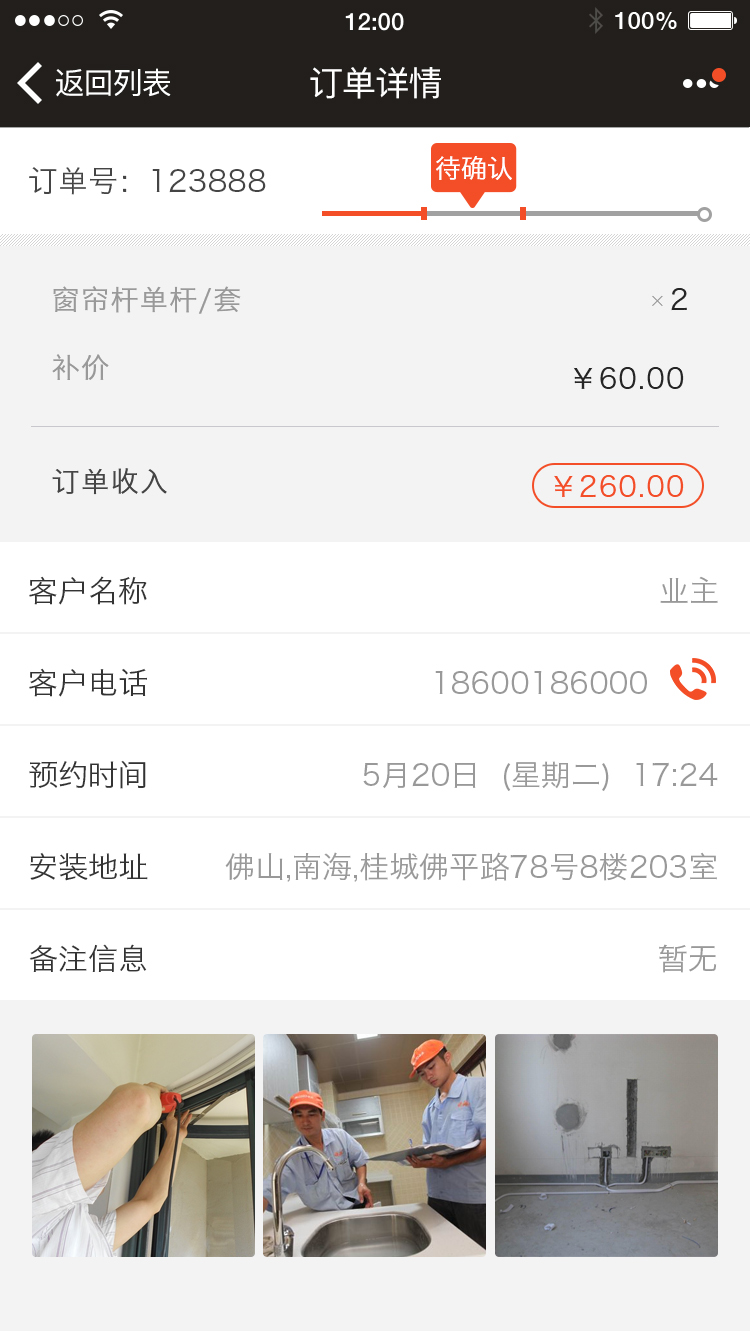 12:00
100%
返回列表
订单详情
订单号：123888
待确认
窗帘杆单杆/套
×2
补价
￥60.00
订单收入
￥260.00
客户名称
业主
客户电话
18600186000
预约时间
5月20日 (星期二) 17:24
安装地址
佛山,南海,桂城佛平路78号8楼203室
备注信息
暂无